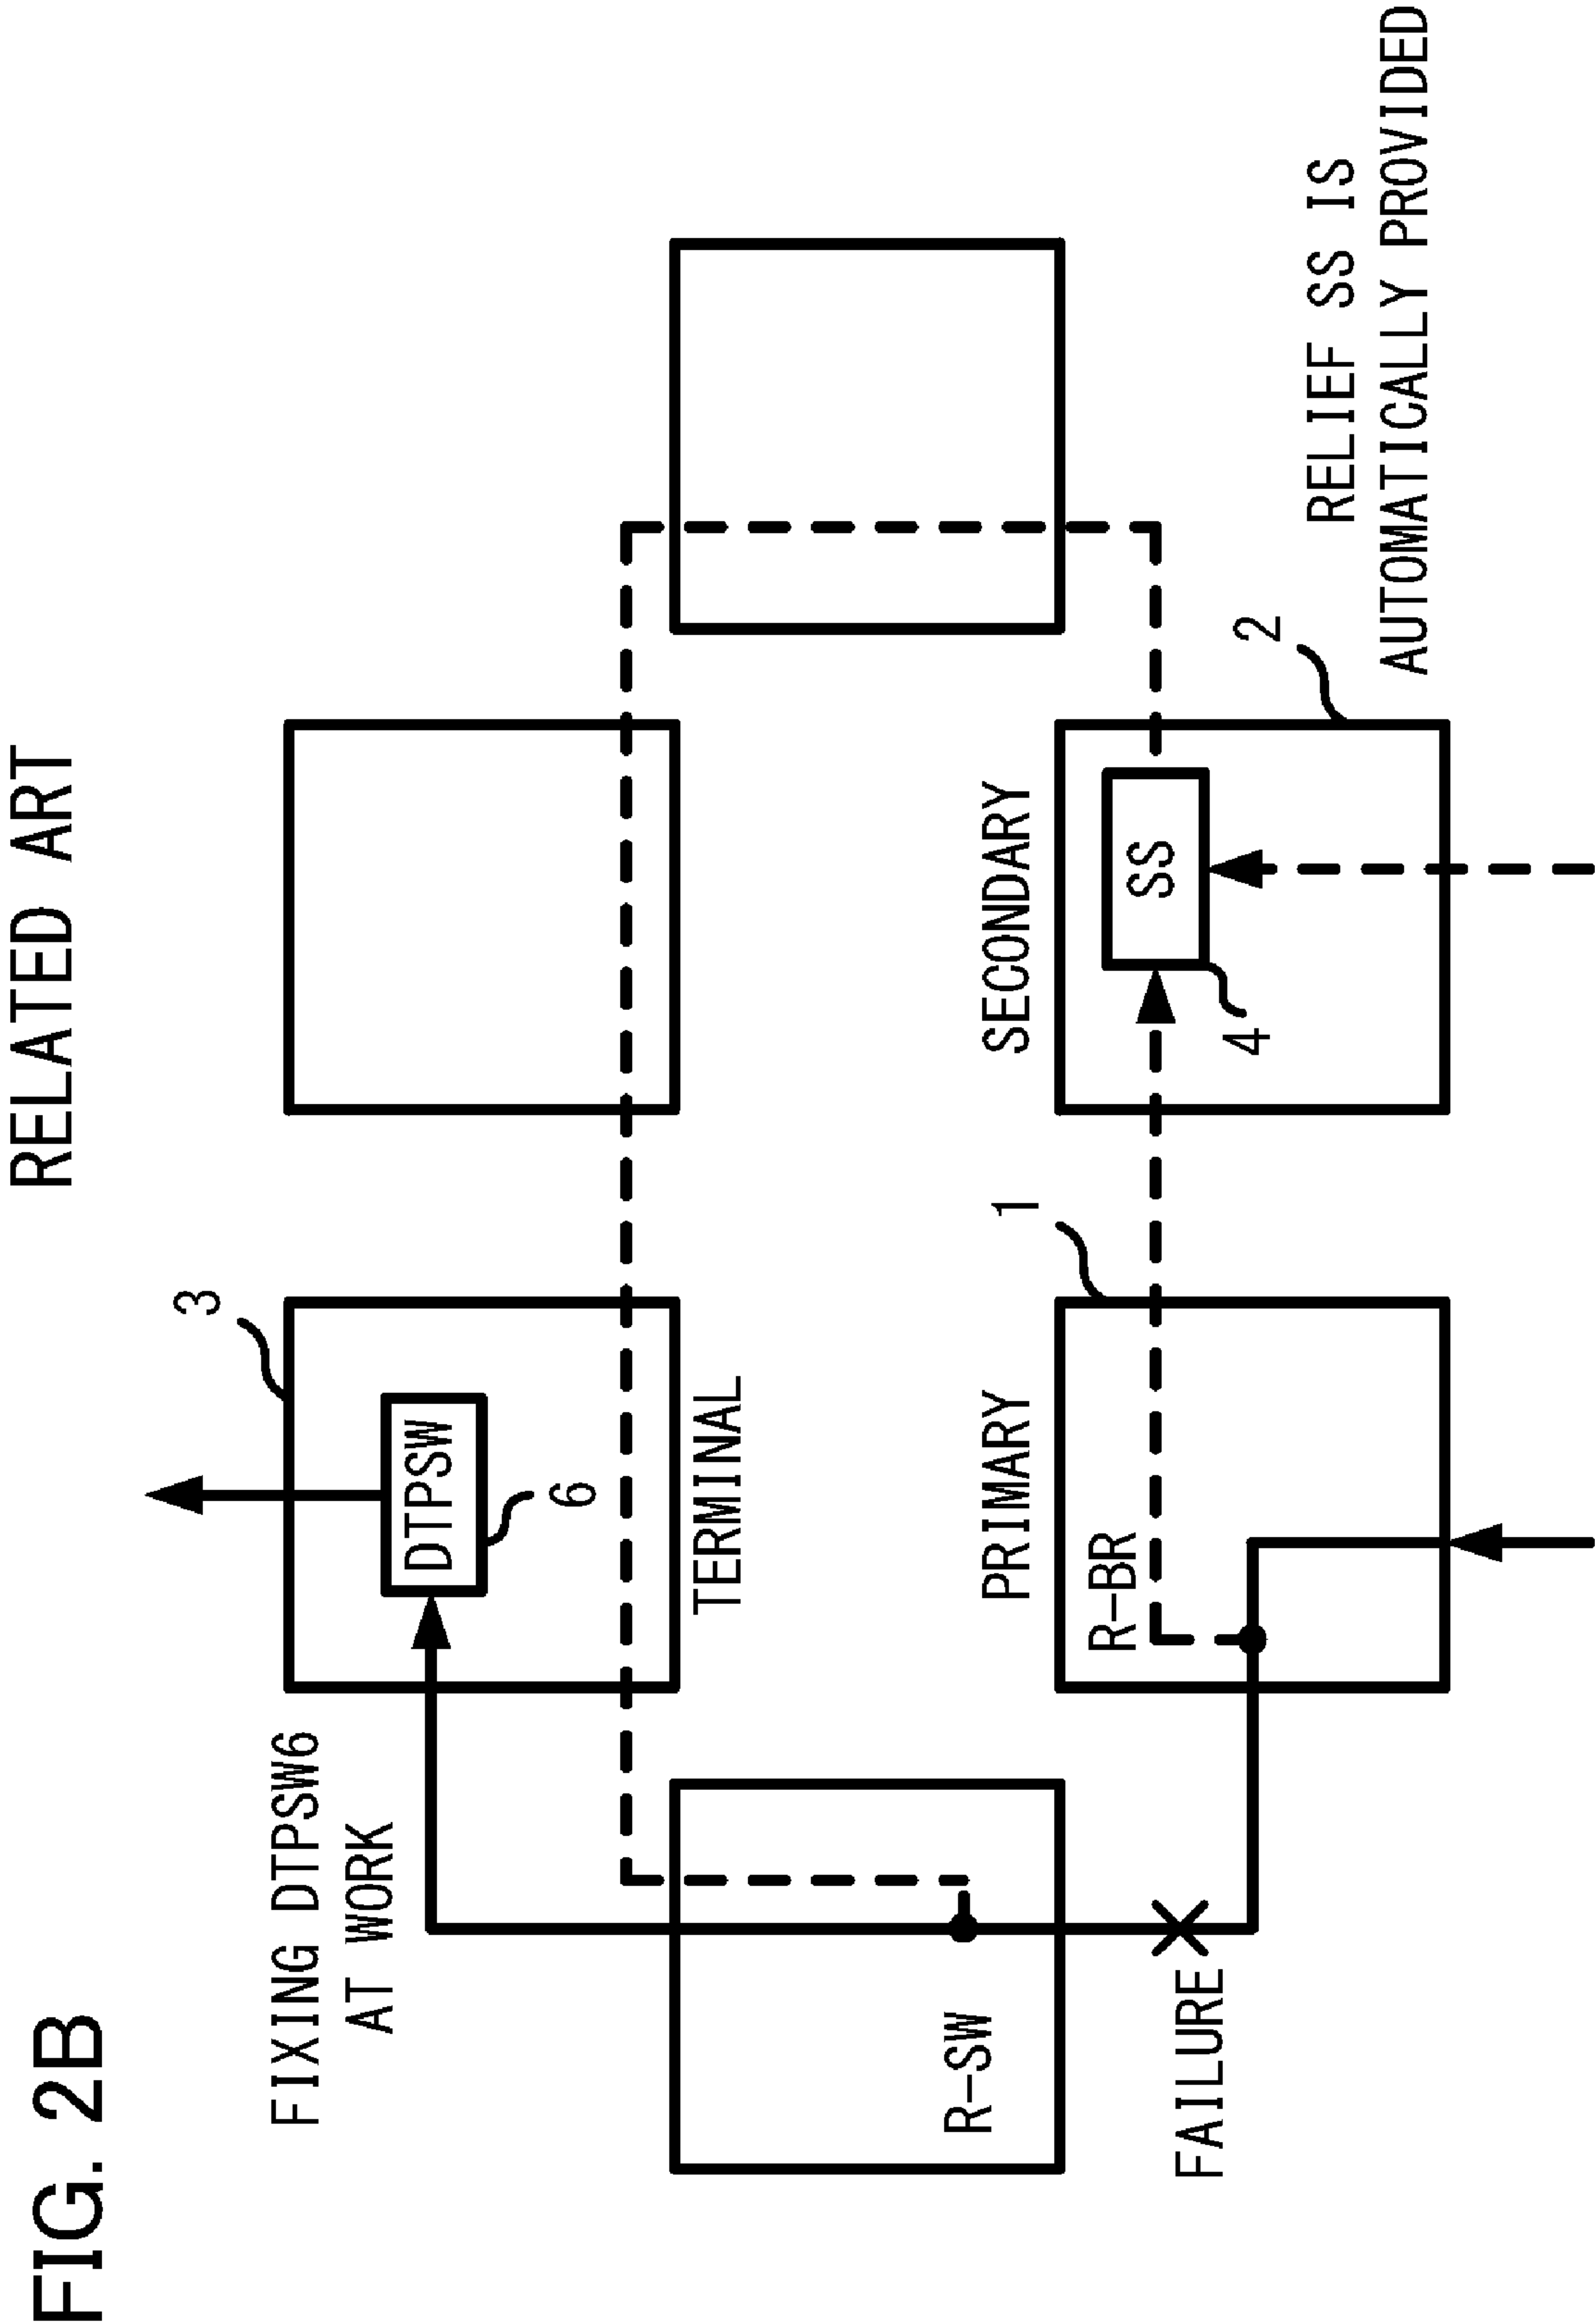 FIG. 2B
RELATED ART
3
FIXING DTPSW6
AT WORK
DTPSW
6
TERMINAL
R-SW
FAILURE
PRIMARY
1
R-BR
SECONDARY
SS
4
2
RELIEF SS IS
AUTOMATICALLY PROVIDED